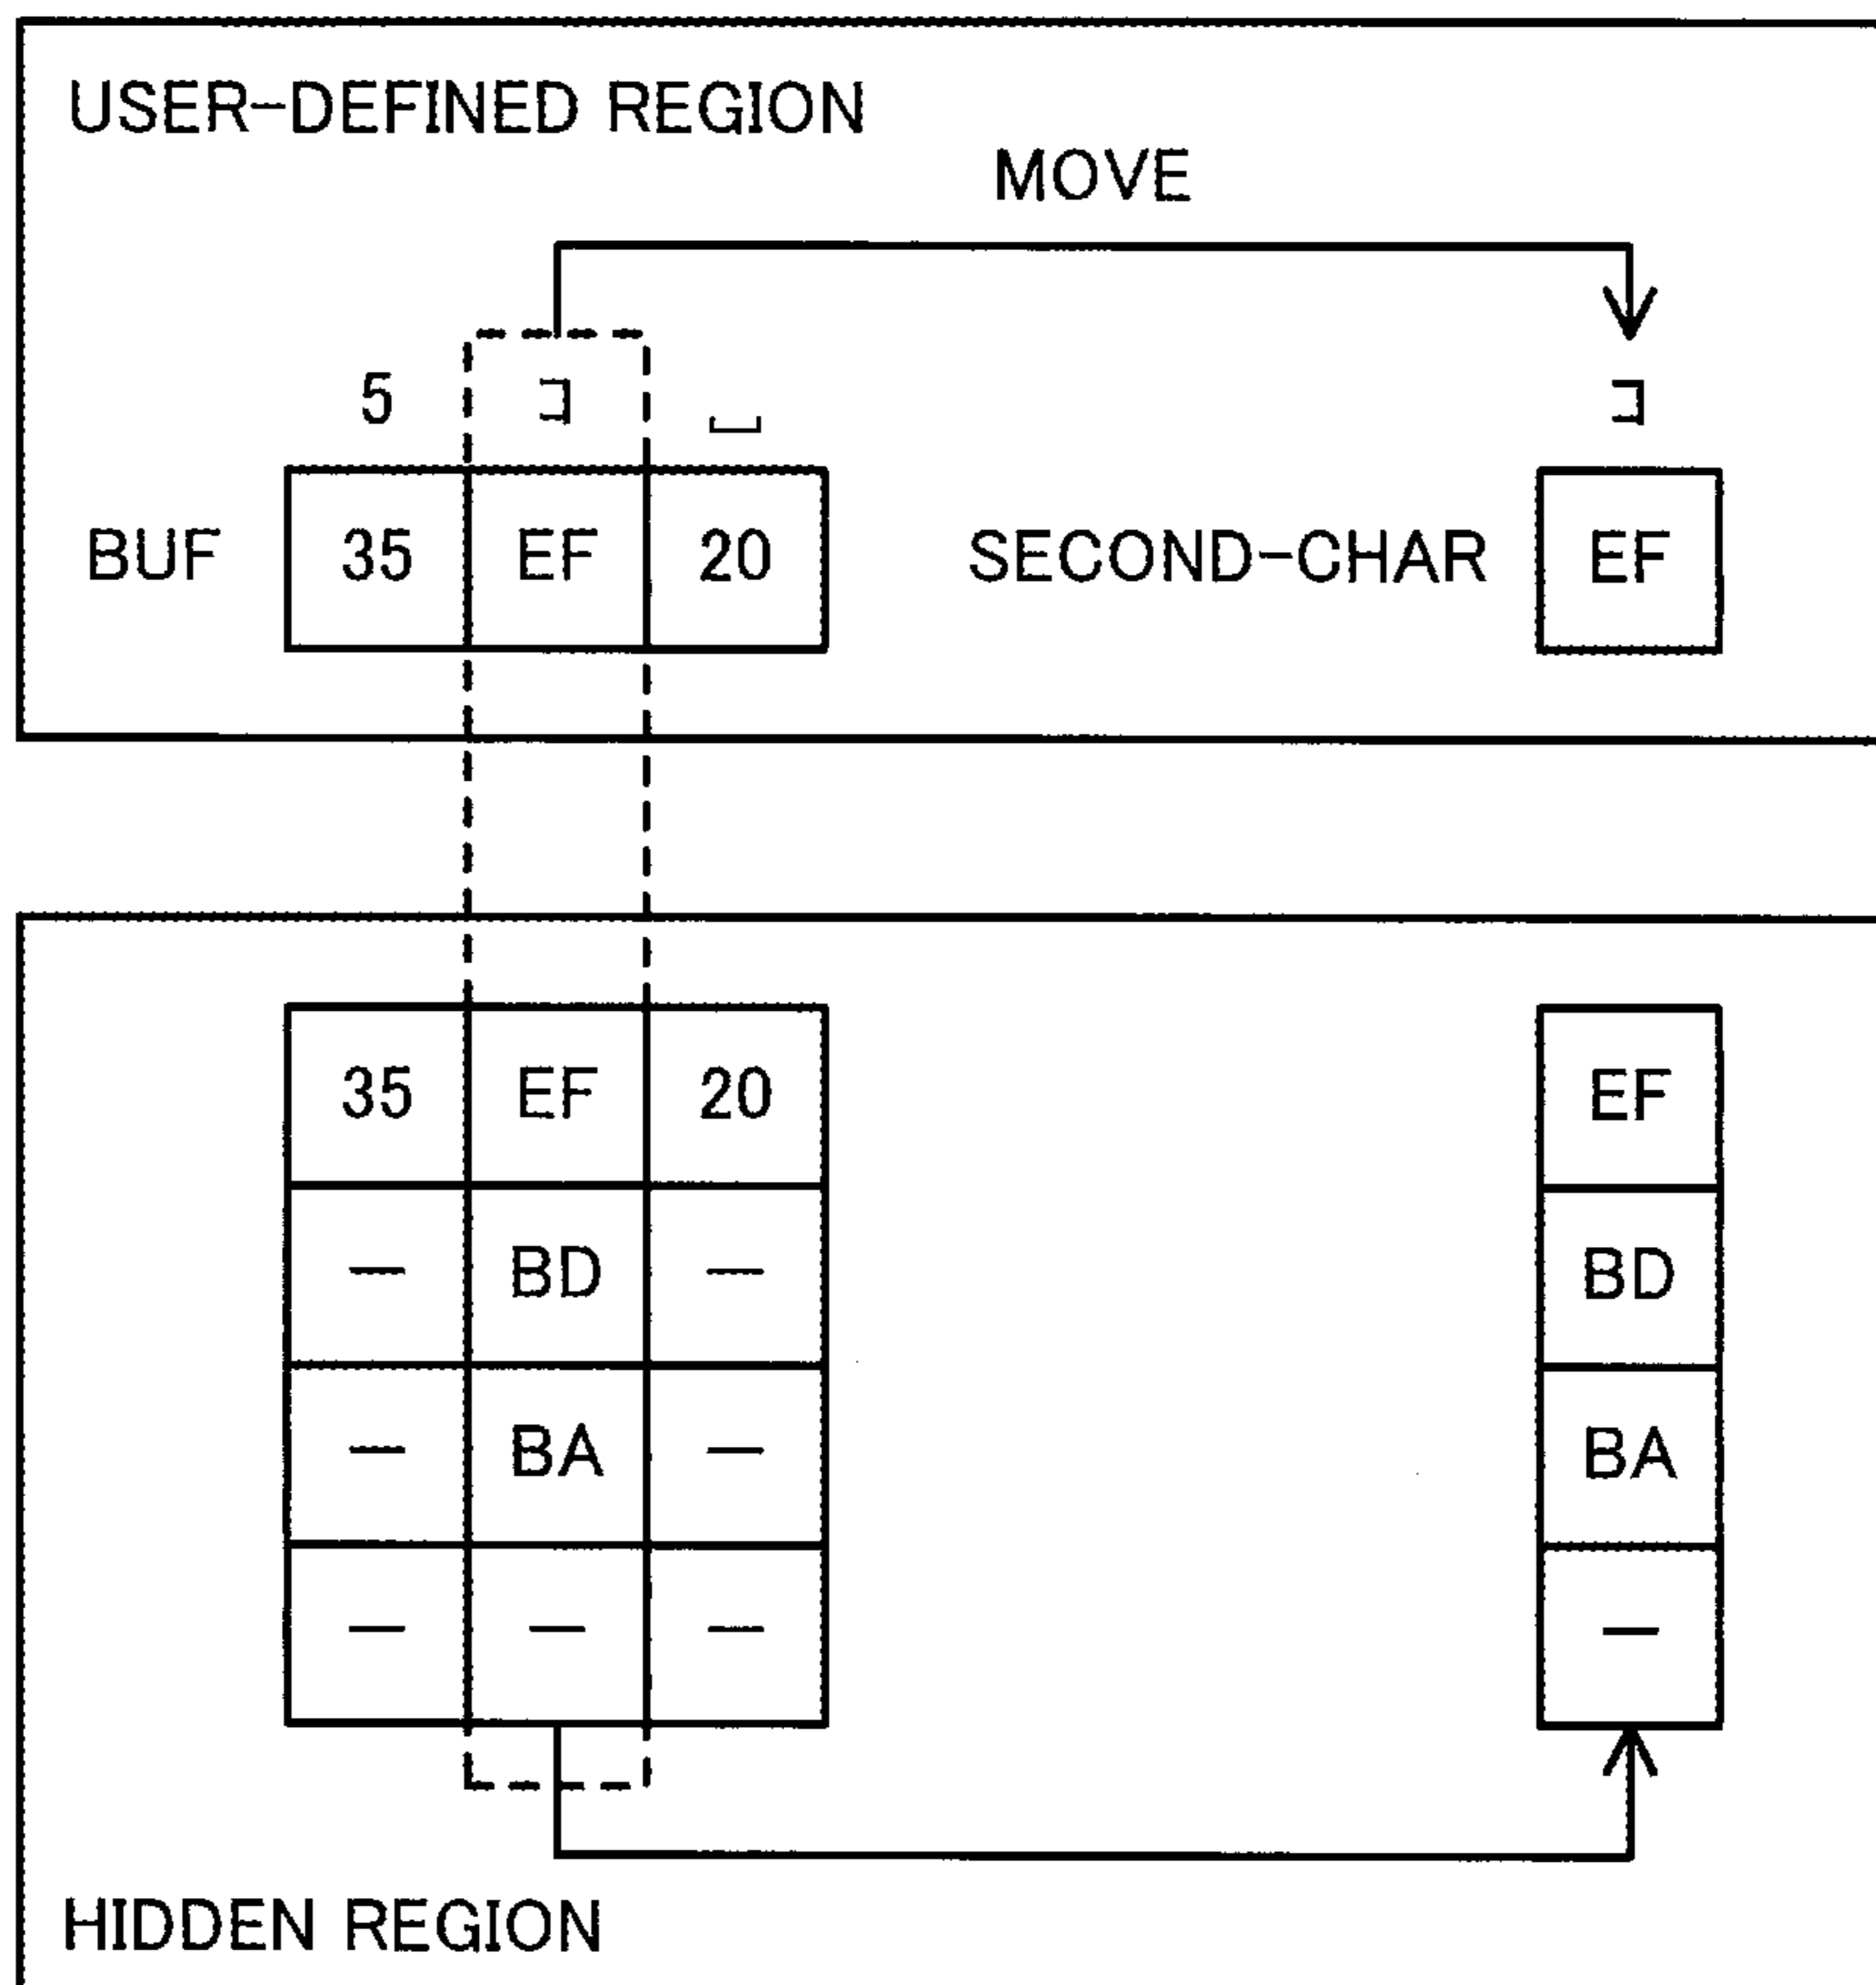 USER-DEFINED REGION
MOVE
5 ｺ ␣ ｺ
BUF 35 EF 20 SECOND-CHAR EF
35 EF 20 EF
— BD — BD
— BA — BA
— — — —
HIDDEN REGION